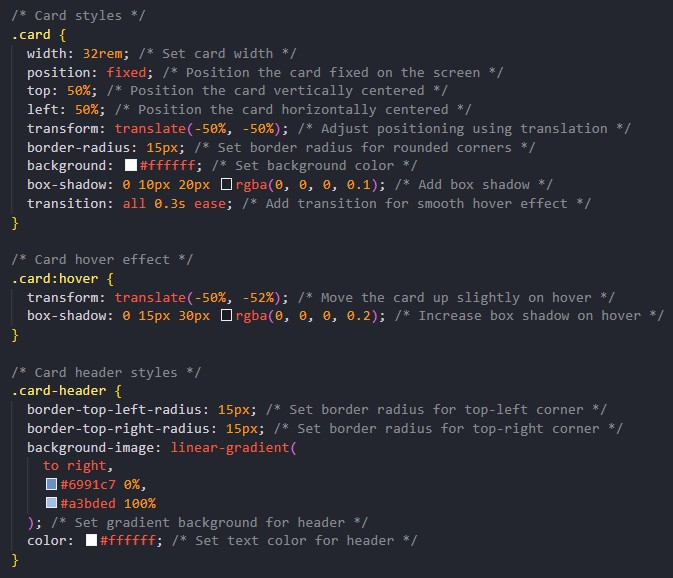 /* Card styles */
.card {
  width: 32rem; /* Set card width */
  position: fixed; /* Position the card fixed on the screen */
  top: 50%; /* Position the card vertically centered */
  left: 50%; /* Position the card horizontally centered */
  transform: translate(-50%, -50%); /* Adjust positioning using translation */
  border-radius: 15px; /* Set border radius for rounded corners */
  background: #ffffff; /* Set background color */
  box-shadow: 0 10px 20px rgba(0, 0, 0, 0.1); /* Add box shadow */
  transition: all 0.3s ease; /* Add transition for smooth hover effect */
}

/* Card hover effect */
.card:hover {
  transform: translate(-50%, -52%); /* Move the card up slightly on hover */
  box-shadow: 0 15px 30px rgba(0, 0, 0, 0.2); /* Increase box shadow on hover */
}

/* Card header styles */
.card-header {
  border-top-left-radius: 15px; /* Set border radius for top-left corner */
  border-top-right-radius: 15px; /* Set border radius for top-right corner */
  background-image: linear-gradient(
    to right,
    #6991c7 0%,
    #a3bded 100%
  ); /* Set gradient background for header */
  color: #ffffff; /* Set text color for header */
}